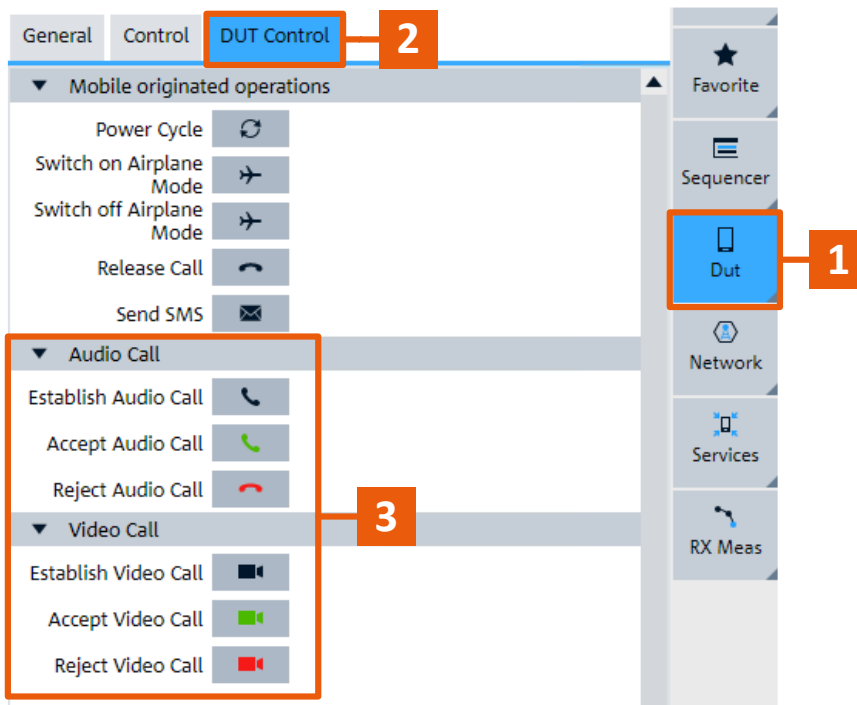 General Control DUT Control 2
Mobile originated operations
Power Cycle
Switch on Airplane
Mode
Switch off Airplane
Mode
Release Call
Send SMS
Audio Call
Establish Audio Call
Accept Audio Call
Reject Audio Call
3
Video Call
Establish Video Call
Accept Video Call
Reject Video Call
Favorite
Sequencer
Dut
1
Network
Services
RX Meas